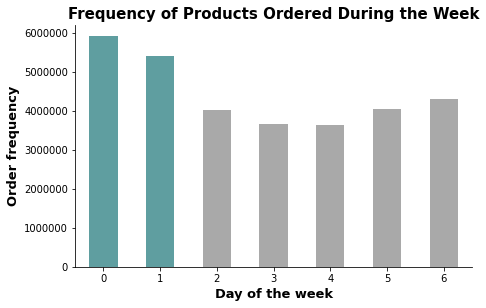 Frequency of Products Ordered During the Week
6000000
5000000
4000000
3000000
2000000
1000000
0
Order frequency
0 1 2 3 4 5 6
Day of the week